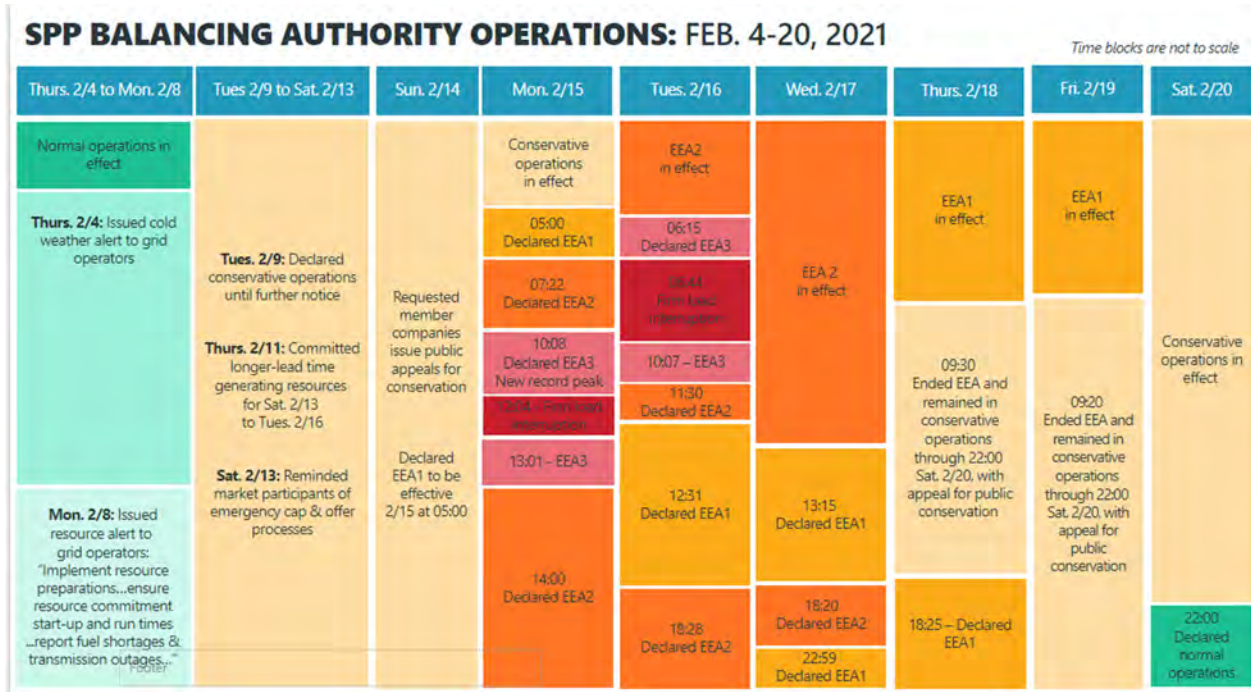 SPP BALANCING AUTHORITY OPERATIONS: FEB. 4-20, 2021
Time blocks are not to scale
Thurs. 2/4 to Mon. 2/8
Tues 2/9 to Sat. 2/13
Sun. 2/14
Mon. 2/15
Tues. 2/16
Wed. 2/17
Thurs. 2/18
Fri. 2/19
Sat. 2/20
Normal operations in
effect
Thurs. 2/4: Issued cold
weather alert to grid
operators
Mon. 2/8: Issued
resource alert to
grid operators:
"Implement resource
preparations...ensure
resource commitment
start-up and run times
...report fuel shortages &
transmission outages..."
Footer
Tues. 2/9: Declared
conservative operations
until further notice
Thurs. 2/11: Committed
longer-lead time
generating resources
for Sat. 2/13
to Tues. 2/16
Sat. 2/13: Reminded
market participants of
emergency cap & offer
processes
Requested
member
companies
issue public
appeals for
conservation
Declared
EEA1 to be
effective
2/15 at 05:00
Conservative
operations
in effect
05:00
Declared EEA1
07:22
Declared EEA2
10:08
Declared EEA3
New record peak
Firm load
interruption
13:01 – EEA3
14:00
Declared EEA2
EEA2
in effect
06:15
Declared EEA3
Firm load
interruption
10:07 – EEA3
11:30
Declared EEA2
12:31
Declared EEA1
18:28
Declared EEA2
EEA 2
in effect
13:15
Declared EEA1
18:20
Declared EEA2
22:59
Declared EEA1
EEA1
in effect
09:30
Ended EEA and
remained in
conservative
operations
through 22:00
Sat. 2/20, with
appeal for public
conservation
18:25 – Declared
EEA1
EEA1
in effect
09:20
Ended EEA and
remained in
conservative
operations
through 22:00
Sat. 2/20, with
appeal for
public
conservation
Conservative
operations in
effect
22:00
Declared
normal
operations